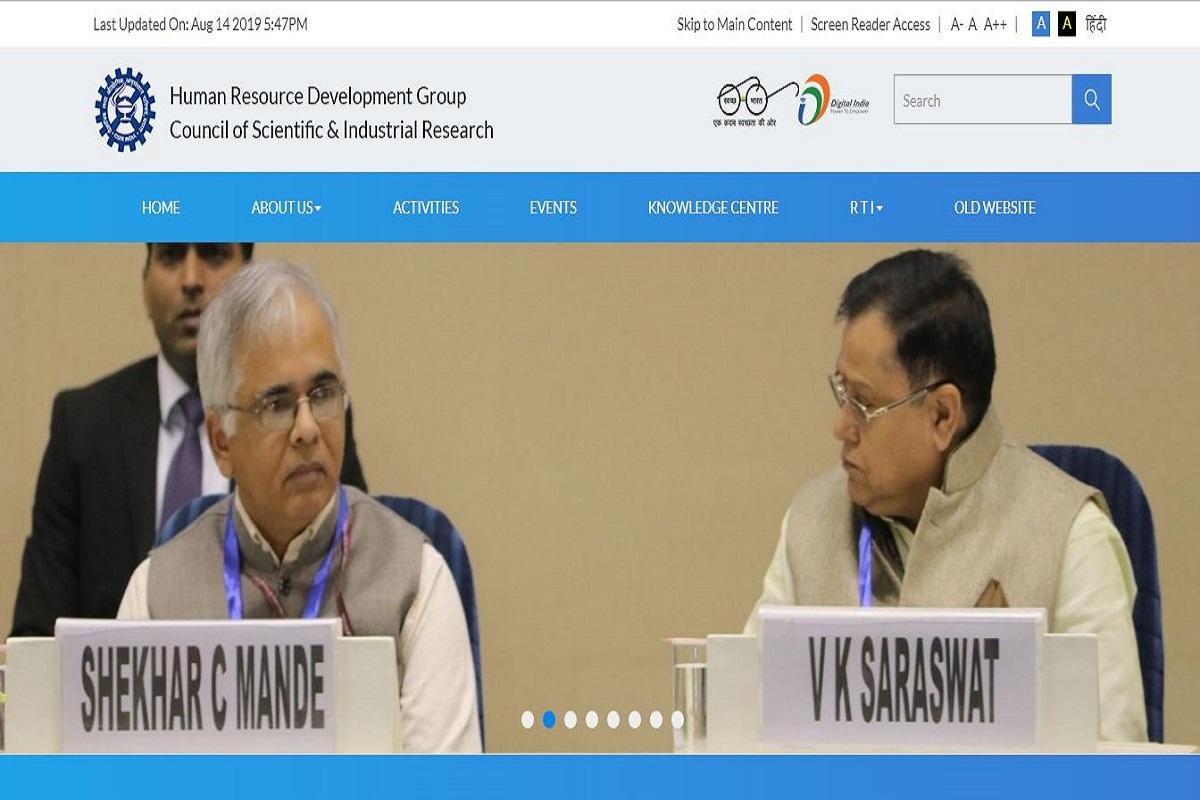 Last Updated On: Aug 14 2019 5:47PM
Skip to Main Content | Screen Reader Access | A- A A++ | A A हिंदी
Human Resource Development Group
Council of Scientific & Industrial Research
स्वच्छ भारत
एक कदम स्वच्छता की ओर
Digital India
Power To Empower
Search
HOME ABOUT US ACTIVITIES EVENTS KNOWLEDGE CENTRE R T I OLD WEBSITE
SHEKHAR C MANDE
V K SARASWAT